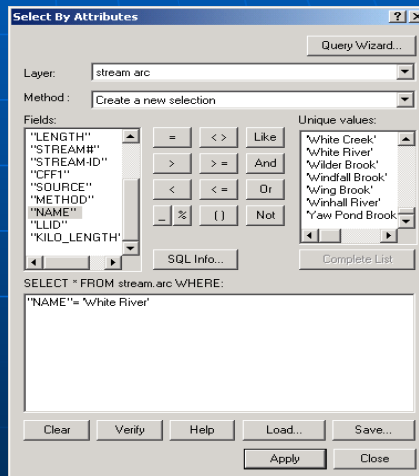 Select By Attributes
Query Wizard...
Layer: stream arc
Method : Create a new selection
Fields:
"LENGTH"
"STREAM#"
"STREAM-ID"
"CFF1"
"SOURCE"
"METHOD"
"NAME"
"LLID"
"KILO_LENGTH"
= < > Like
> > = And
< < = Or
_ % ( ) Not
Unique values:
'White Creek'
'White River'
'Wilder Brook'
'Windfall Brook'
'Wing Brook'
'Winhall River'
'Yaw Pond Brook
SQL Info...
Complete List
SELECT * FROM stream.arc WHERE:
"NAME"= 'White River'
Clear Verify Help Load... Save...
Apply Close